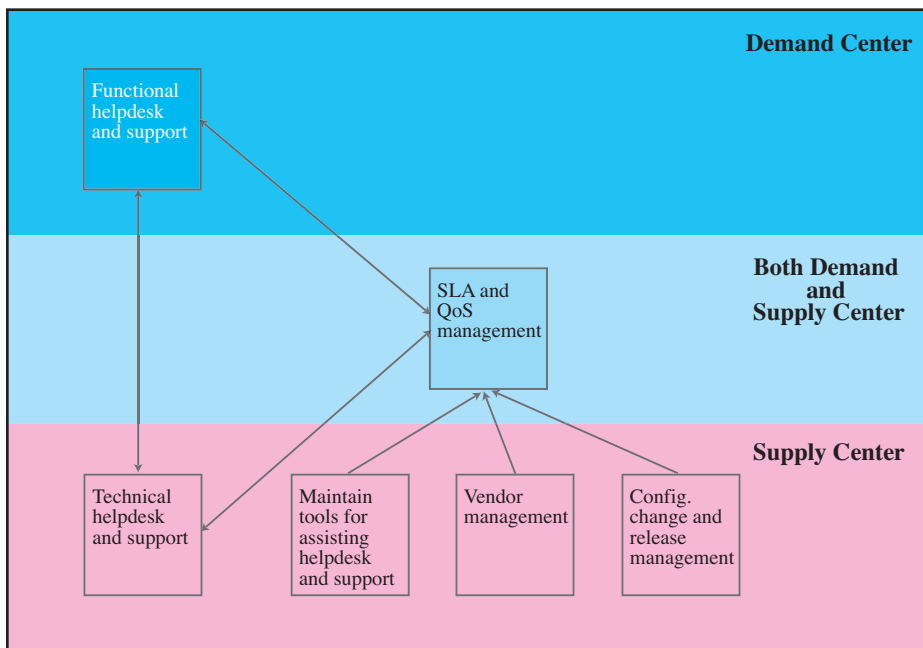 Demand Center
Functional
helpdesk
and support
Both Demand
and
Supply Center
SLA and
QoS
management
Supply Center
Technical
helpdesk
and support
Maintain
tools for
assisting
helpdesk
and support
Vendor
management
Config.
change and
release
management